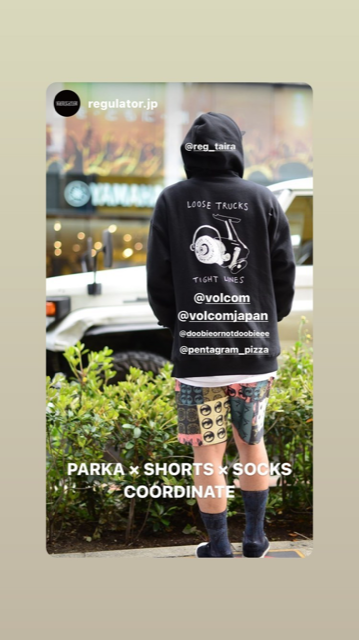 regulator.jp
@reg_taira
YAMAHA
LOOSE TRUCKS
TIGHT LINES
@volcom
@volcomjapan
@doobieornotdoobieee
@pentagram_pizza
PARKA × SHORTS × SOCKS
COORDINATE